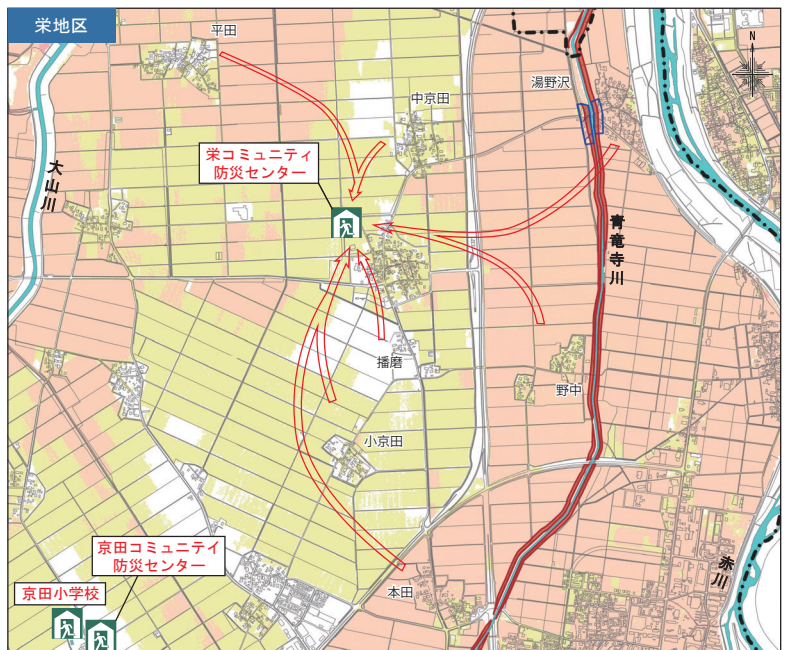 栄地区
平田
N
湯野沢
中京田
栄コミュニティ
防災センター
大山川
青竜寺川
播磨
野中
小京田
京田コミュニテイ
防災センター
京田小学校
本田
赤川